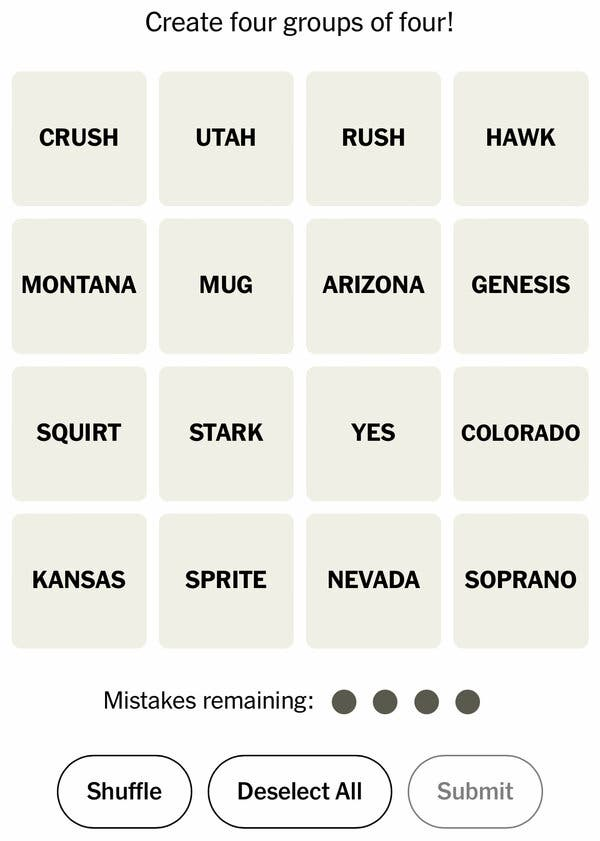 Create four groups of four!
CRUSH UTAH RUSH HAWK
MONTANA MUG ARIZONA GENESIS
SQUIRT STARK YES COLORADO
KANSAS SPRITE NEVADA SOPRANO
Mistakes remaining:
Shuffle Deselect All Submit